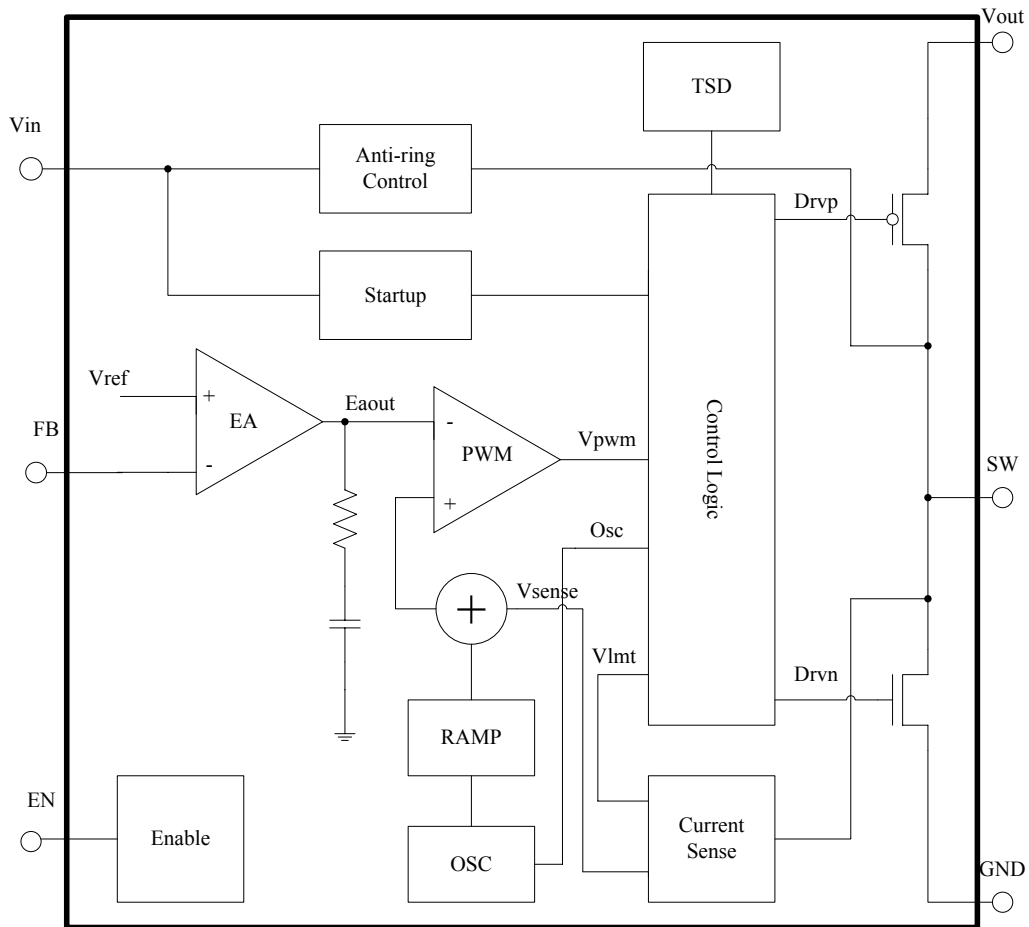 Vout
TSD
Vin
Anti-ring
Control
Drvp
Startup
Vref
+
EA
Eaout
-
PWM
Vpwm
Control Logic
FB
-
+
SW
Osc
+
Vsense
Vlmt
Drvn
RAMP
EN
Enable
OSC
Current
Sense
GND